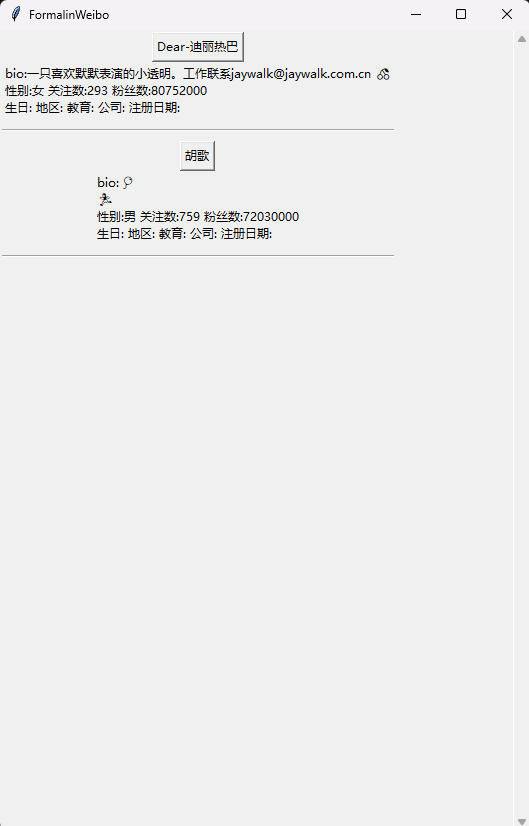 FormalinWeibo
Dear-迪丽热巴
bio:一只喜欢默默表演的小透明。工作联系jaywalk@jaywalk.com.cn
性别:女 关注数:293 粉丝数:80752000
生日: 地区: 教育: 公司: 注册日期:
胡歌
bio:
性别:男 关注数:759 粉丝数:72030000
生日: 地区: 教育: 公司: 注册日期: